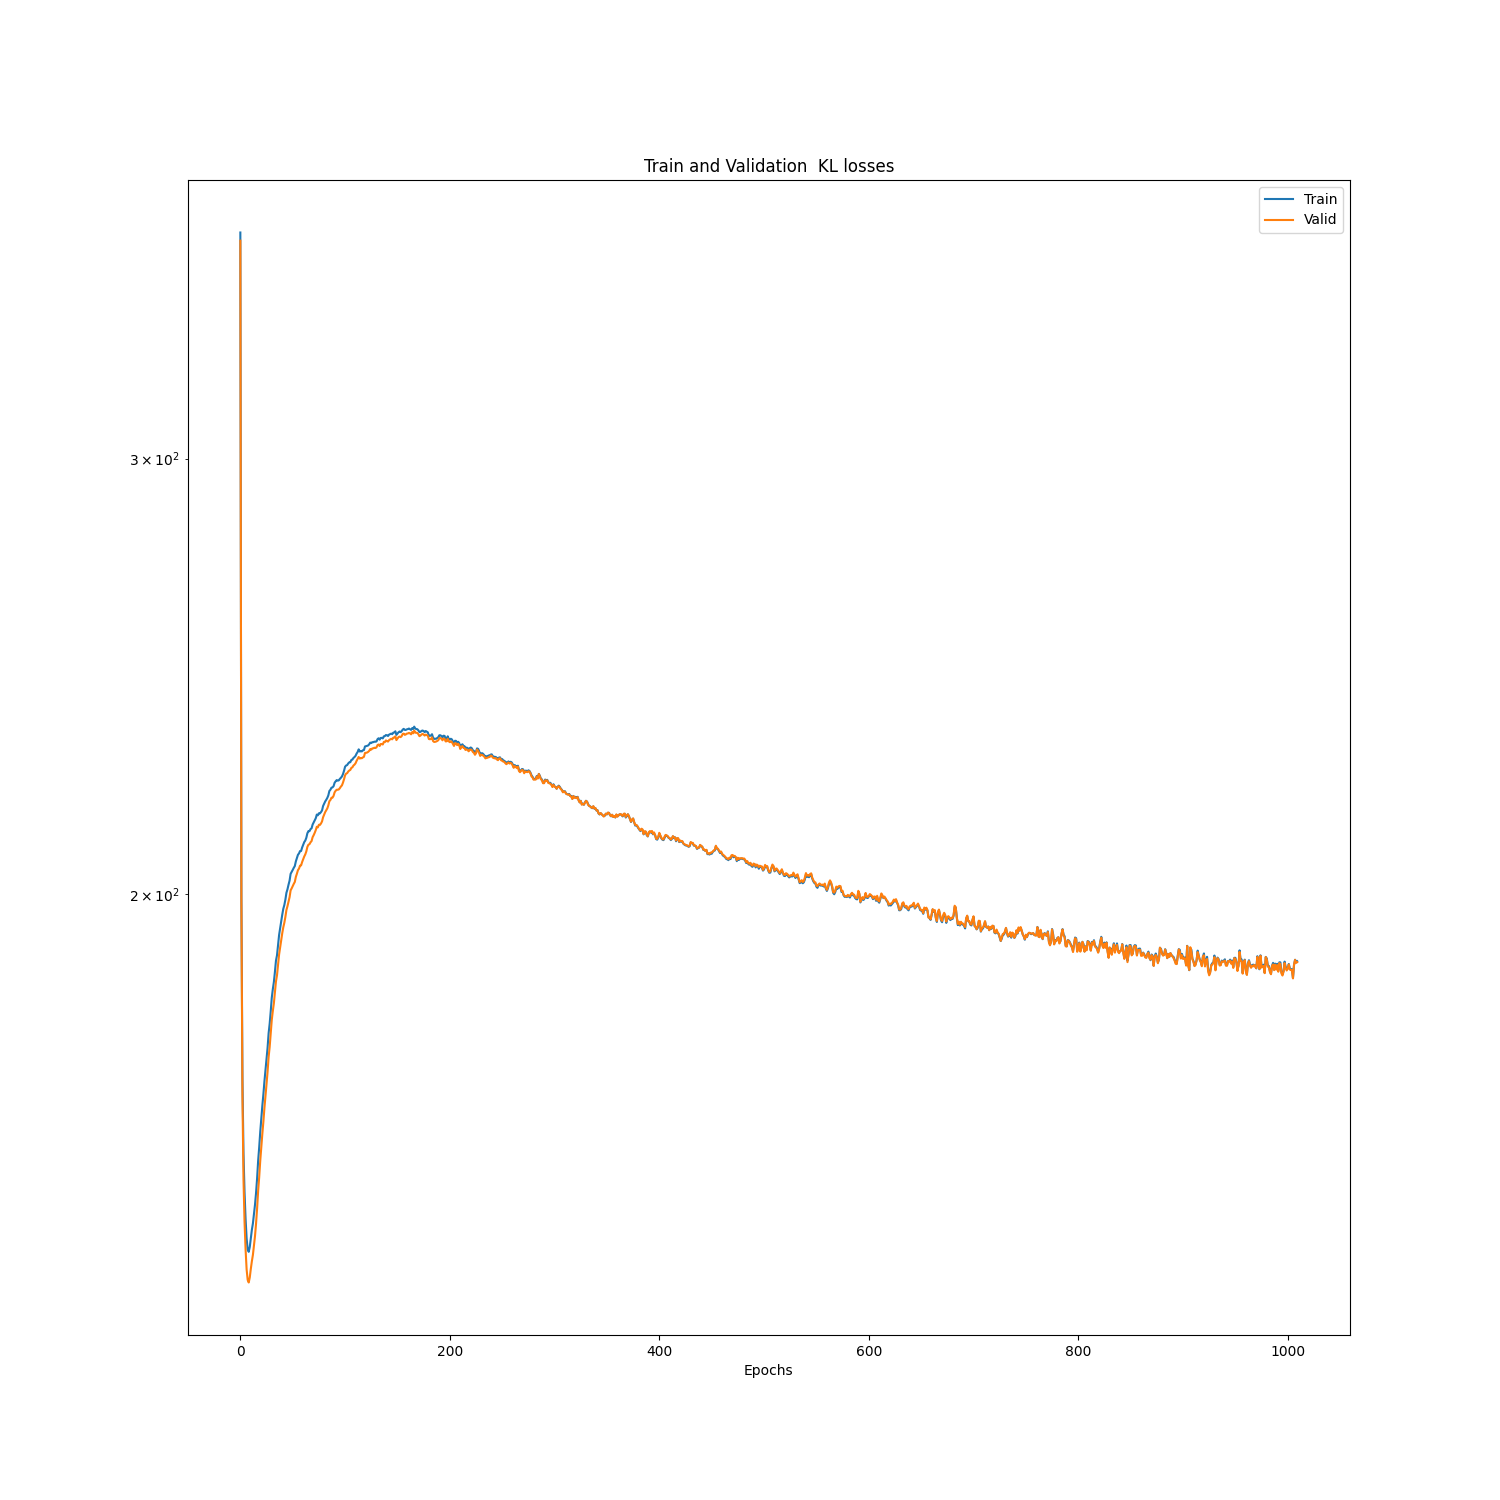 Train and Validation  KL losses
Train
Valid
3 × 10²
2 × 10²
0 200 400 600 800 1000
Epochs